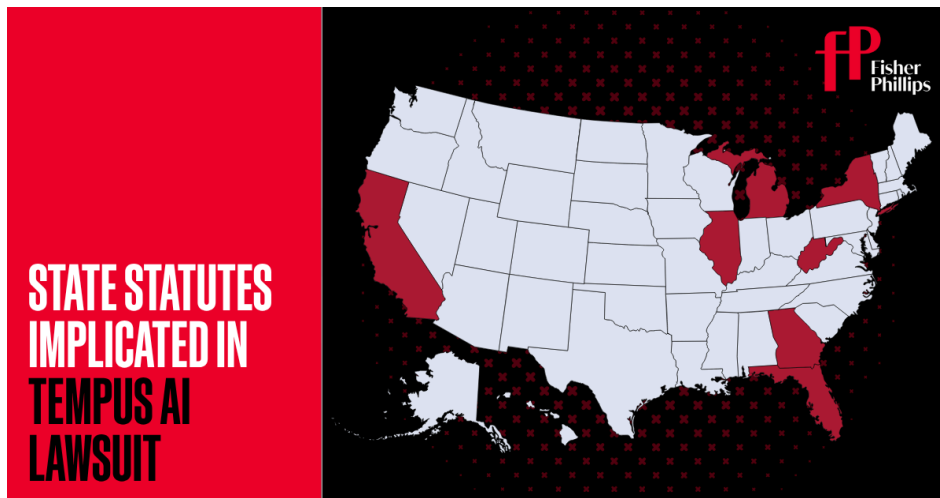 fP Fisher
Phillips
STATE STATUTES
IMPLICATED IN
TEMPUS AI
LAWSUIT